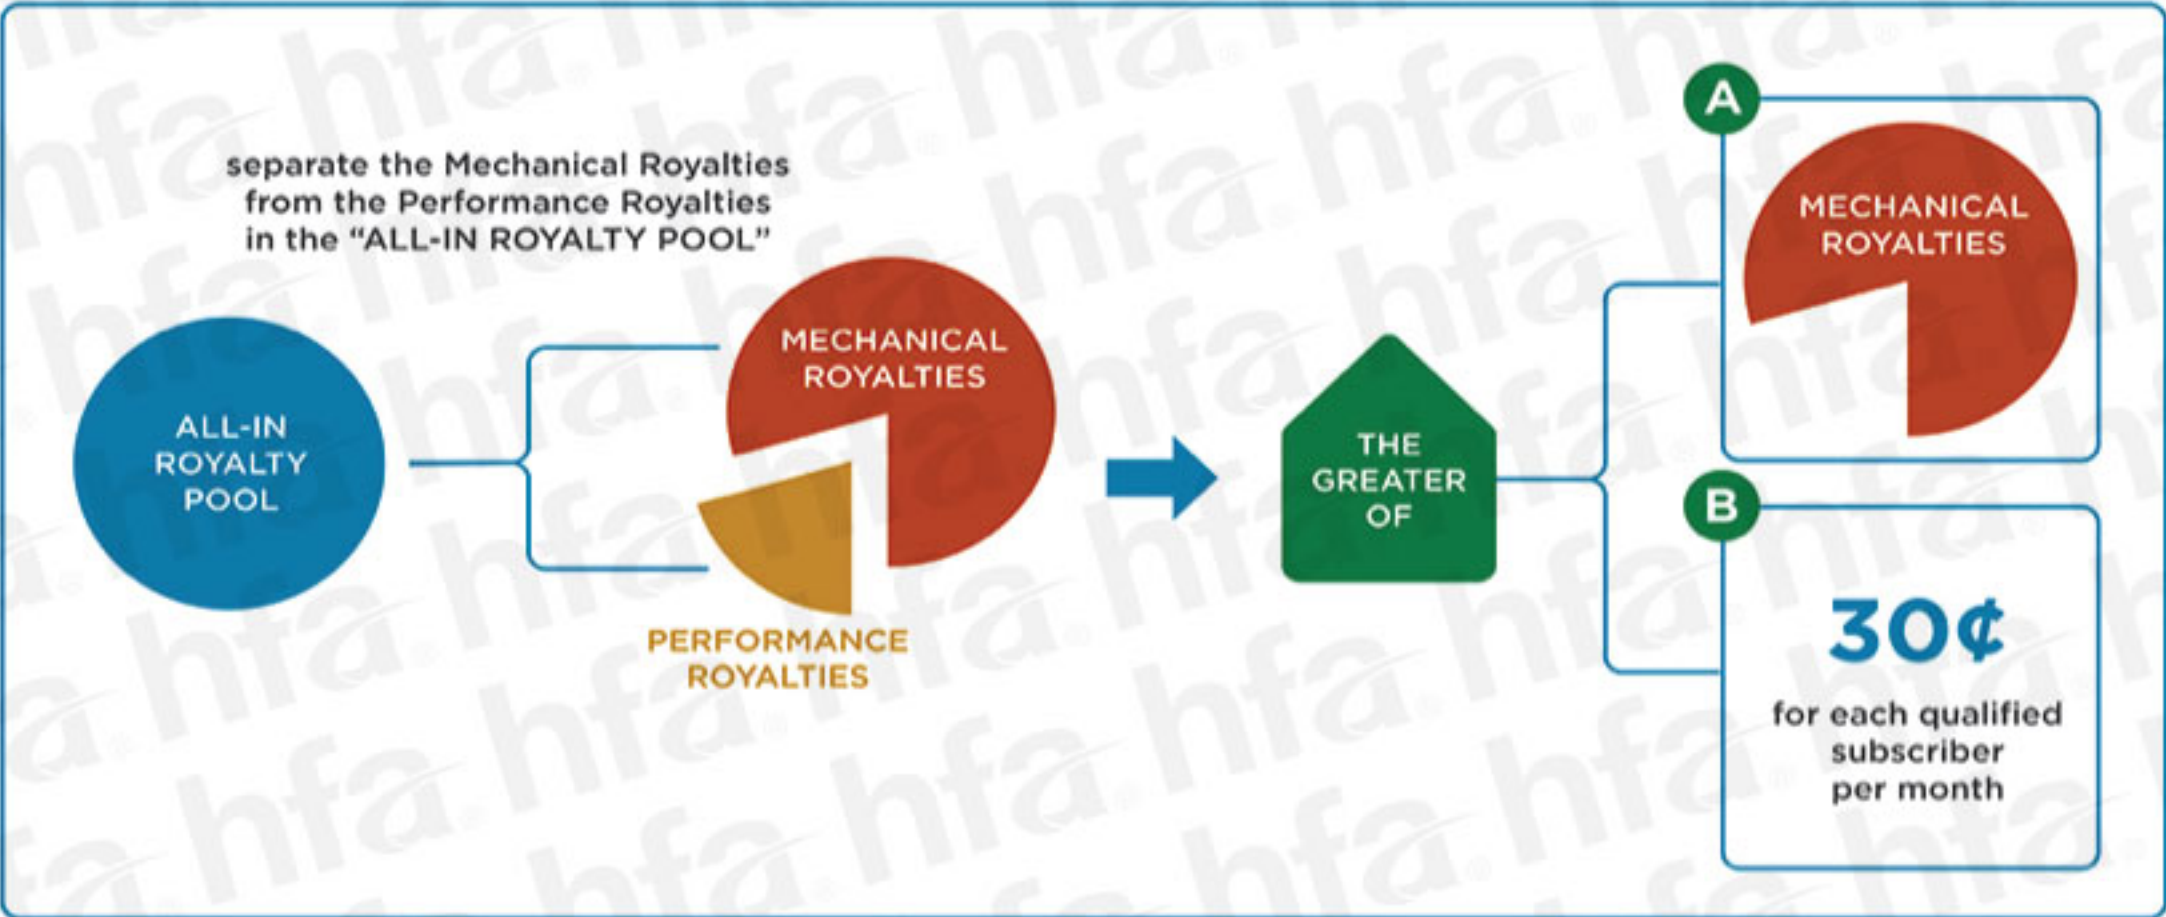 separate the Mechanical Royalties
from the Performance Royalties
in the “ALL-IN ROYALTY POOL”
ALL-IN
ROYALTY
POOL
MECHANICAL
ROYALTIES
PERFORMANCE
ROYALTIES
THE
GREATER
OF
A
MECHANICAL
ROYALTIES
B
30¢
for each qualified
subscriber
per month
hfa